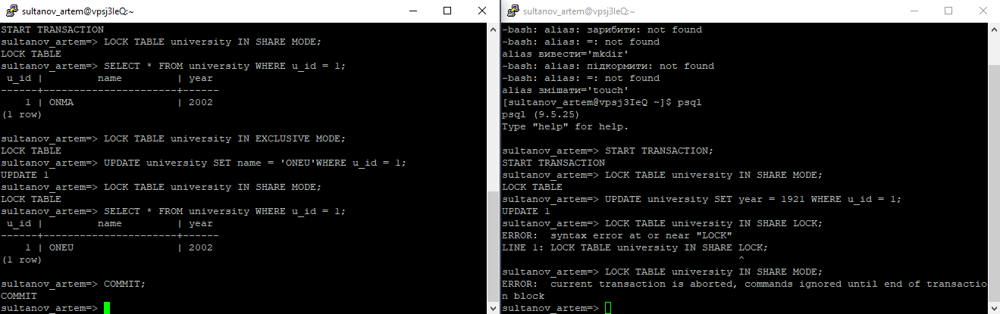 sultanov_artem@vpsj3IeQ:~
START TRANSACTION
sultanov_artem=> LOCK TABLE university IN SHARE MODE;
LOCK TABLE
sultanov_artem=> SELECT * FROM university WHERE u_id = 1;
 u_id |         name         | year
------+----------------------+------
    1 | ONMA                 | 2002
(1 row)
sultanov_artem=> LOCK TABLE university IN EXCLUSIVE MODE;
LOCK TABLE
sultanov_artem=> UPDATE university SET name = 'ONEU'WHERE u_id = 1;
UPDATE 1
sultanov_artem=> LOCK TABLE university IN SHARE MODE;
LOCK TABLE
sultanov_artem=> SELECT * FROM university WHERE u_id = 1;
 u_id |         name         | year
------+----------------------+------
    1 | ONEU                 | 2002
(1 row)
sultanov_artem=> COMMIT;
COMMIT
sultanov_artem=>
sultanov_artem@vpsj3IeQ:~
-bash: alias: зарибити: not found
-bash: alias: =: not found
alias вивести='mkdir'
-bash: alias: підкормити: not found
-bash: alias: =: not found
alias змішати='touch'
[sultanov_artem@vpsj3IeQ ~]$ psql
psql (9.5.25)
Type "help" for help.
sultanov_artem=> START TRANSACTION;
START TRANSACTION
sultanov_artem=> LOCK TABLE university IN SHARE MODE;
LOCK TABLE
sultanov_artem=> UPDATE university SET year = 1921 WHERE u_id = 1;
UPDATE 1
sultanov_artem=> LOCK TABLE university IN SHARE LOCK;
ERROR:  syntax error at or near "LOCK"
LINE 1: LOCK TABLE university IN SHARE LOCK;
                                       ^
sultanov_artem=> LOCK TABLE university IN SHARE MODE;
ERROR:  current transaction is aborted, commands ignored until end of transactio
n block
sultanov_artem=>